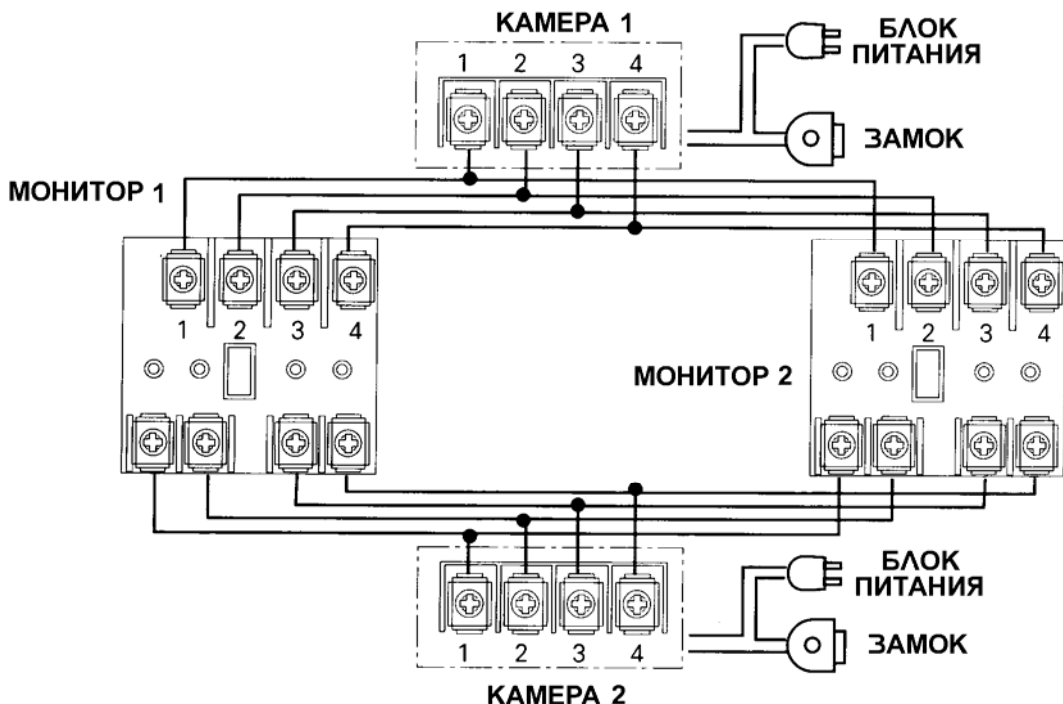 КАМЕРА 1
1 2 3 4
БЛОК
ПИТАНИЯ
ЗАМОК
МОНИТОР 1
1 2 3 4
1 2 3 4
МОНИТОР 2
1 2 3 4
КАМЕРА 2
БЛОК
ПИТАНИЯ
ЗАМОК